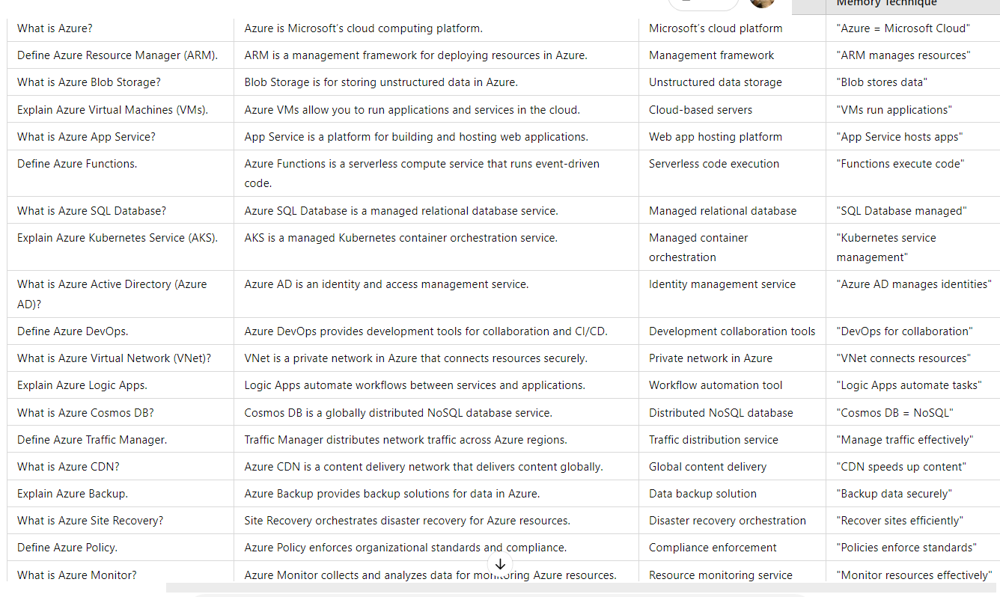 Memory Technique
What is Azure? Azure is Microsoft's cloud computing platform. Microsoft's cloud platform "Azure = Microsoft Cloud"
Define Azure Resource Manager (ARM). ARM is a management framework for deploying resources in Azure. Management framework "ARM manages resources"
What is Azure Blob Storage? Blob Storage is for storing unstructured data in Azure. Unstructured data storage "Blob stores data"
Explain Azure Virtual Machines (VMs). Azure VMs allow you to run applications and services in the cloud. Cloud-based servers "VMs run applications"
What is Azure App Service? App Service is a platform for building and hosting web applications. Web app hosting platform "App Service hosts apps"
Define Azure Functions. Azure Functions is a serverless compute service that runs event-driven Serverless code execution "Functions execute code"
code.
What is Azure SQL Database? Azure SQL Database is a managed relational database service. Managed relational database "SQL Database managed"
Explain Azure Kubernetes Service (AKS). AKS is a managed Kubernetes container orchestration service. Managed container "Kubernetes service
orchestration management"
What is Azure Active Directory (Azure Azure AD is an identity and access management service. Identity management service "Azure AD manages identities"
AD)?
Define Azure DevOps. Azure DevOps provides development tools for collaboration and CI/CD. Development collaboration tools "DevOps for collaboration"
What is Azure Virtual Network (VNet)? VNet is a private network in Azure that connects resources securely. Private network in Azure "VNet connects resources"
Explain Azure Logic Apps. Logic Apps automate workflows between services and applications. Workflow automation tool "Logic Apps automate tasks"
What is Azure Cosmos DB? Cosmos DB is a globally distributed NoSQL database service. Distributed NoSQL database "Cosmos DB = NoSQL"
Define Azure Traffic Manager. Traffic Manager distributes network traffic across Azure regions. Traffic distribution service "Manage traffic effectively"
What is Azure CDN? Azure CDN is a content delivery network that delivers content globally. Global content delivery "CDN speeds up content"
Explain Azure Backup. Azure Backup provides backup solutions for data in Azure. Data backup solution "Backup data securely"
What is Azure Site Recovery? Site Recovery orchestrates disaster recovery for Azure resources. Disaster recovery orchestration "Recover sites efficiently"
Define Azure Policy. Azure Policy enforces organizational standards and compliance. Compliance enforcement "Policies enforce standards"
What is Azure Monitor? Azure Monitor collects and analyzes data for monitoring Azure resources. Resource monitoring service "Monitor resources effectively"